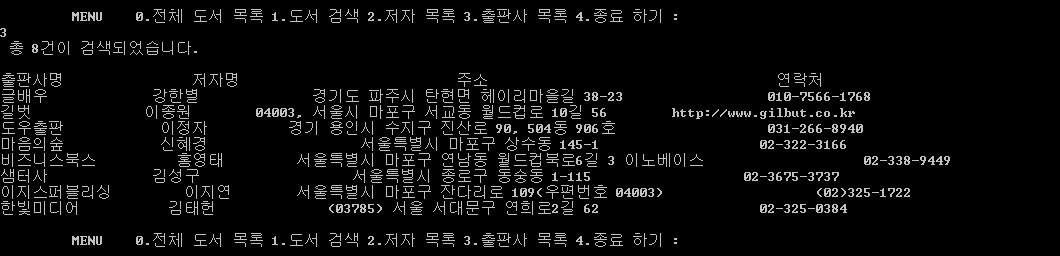 MENU 0.전체 도서 목록 1.도서 검색 2.저자 목록 3.출판사 목록 4.종료 하기 :
3
총 8건이 검색되었습니다.
출판사명 저자명 주소 연락처
글배우 강한별 경기도 파주시 탄현면 헤이리마을길 38-23 010-7566-1768
길벗 이종원 04003, 서울시 마포구 서교동 월드컵로 10길 56 http://www.gilbut.co.kr
도우출판 이정자 경기 용인시 수지구 진산로 90, 504동 906호 031-266-8940
마음의숲 신혜경 서울특별시 마포구 상수동 145-1 02-322-3166
비즈니스북스 홍영태 서울특별시 마포구 연남동 월드컵북로6길 3 이노베이스 02-338-9449
샘터사 김성구 서울특별시 종로구 동숭동 1-115 02-3675-3737
이지스퍼블리싱 이지연 서울특별시 마포구 잔다리로 109(우편번호 04003) (02)325-1722
한빛미디어 김태헌 (03785) 서울 서대문구 연희로2길 62 02-325-0384
MENU 0.전체 도서 목록 1.도서 검색 2.저자 목록 3.출판사 목록 4.종료 하기 :